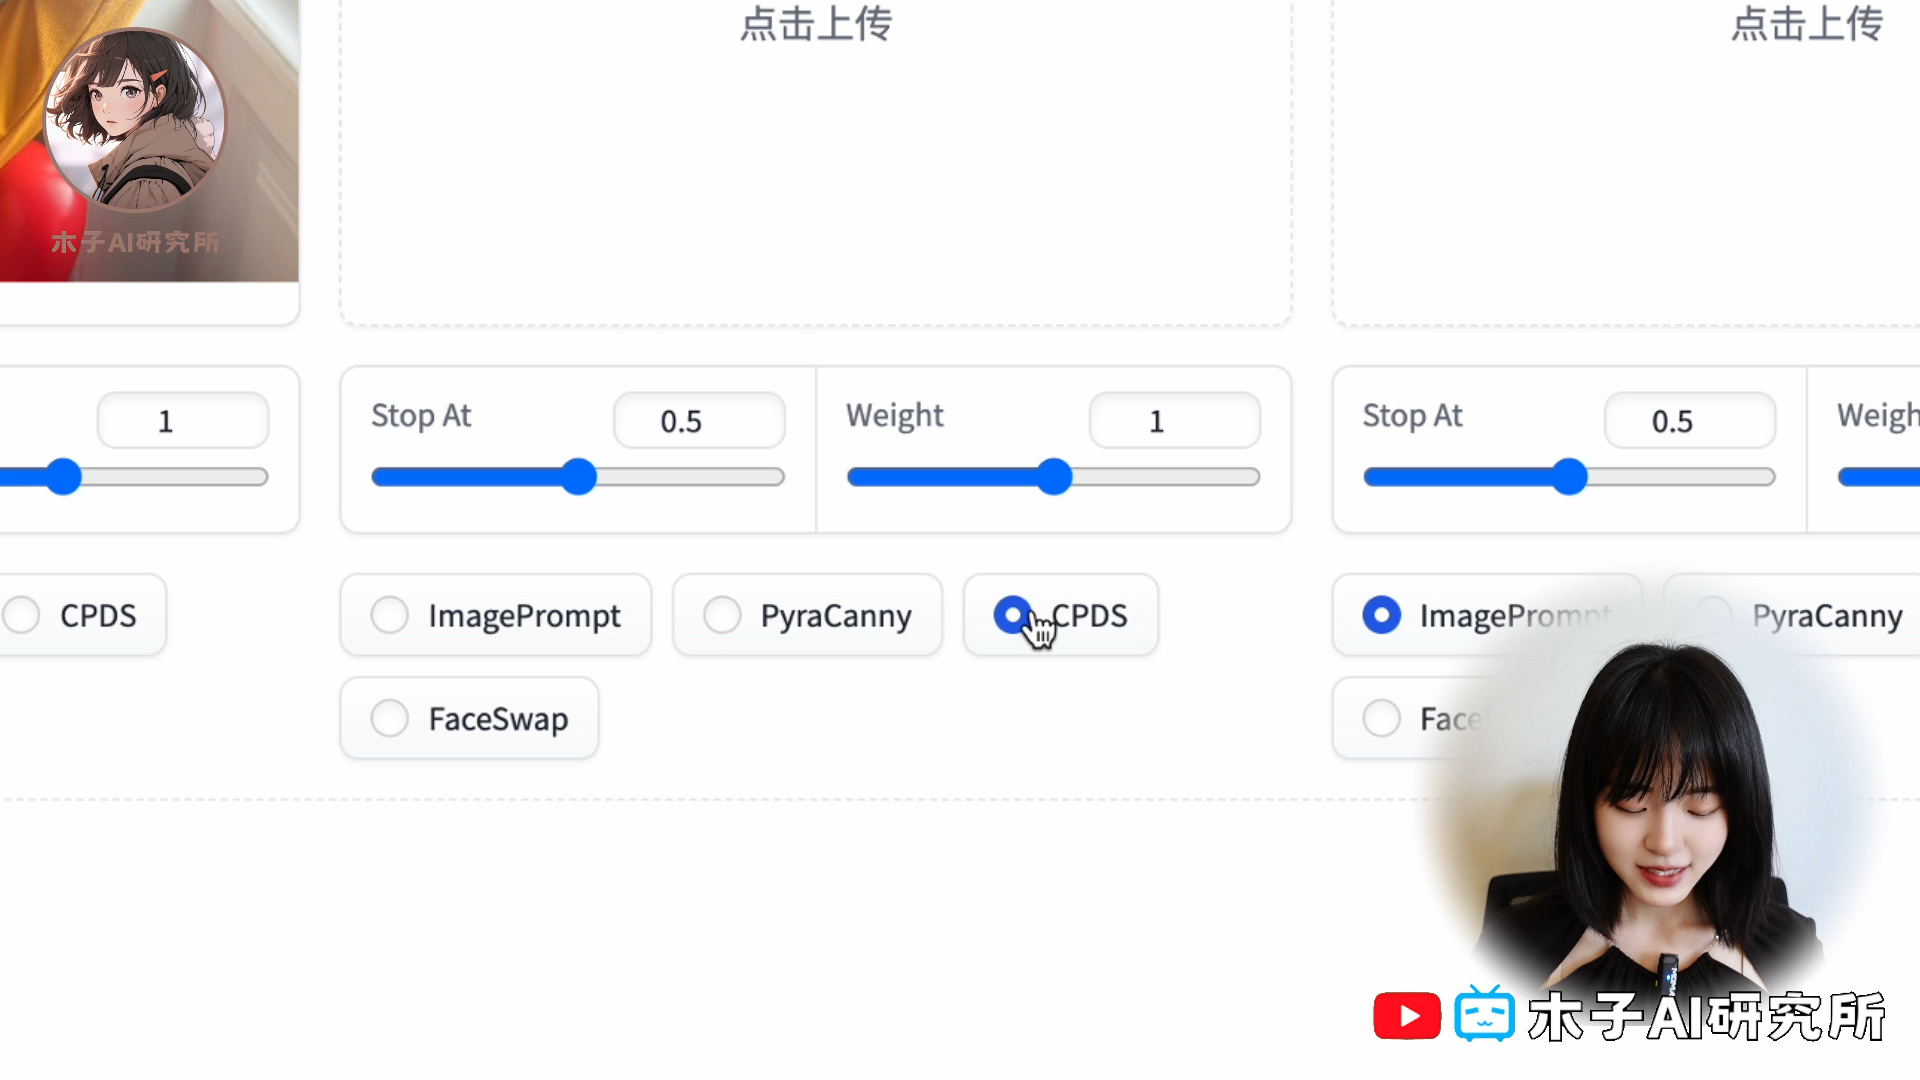 点击上传
点击上传
木子AI研究所
1
Stop At
0.5
Weight
1
Stop At
0.5
Weigh
CPDS
ImagePrompt
PyraCanny
CPDS
ImagePrompt
PyraCanny
FaceSwap
Face
木子AI研究所